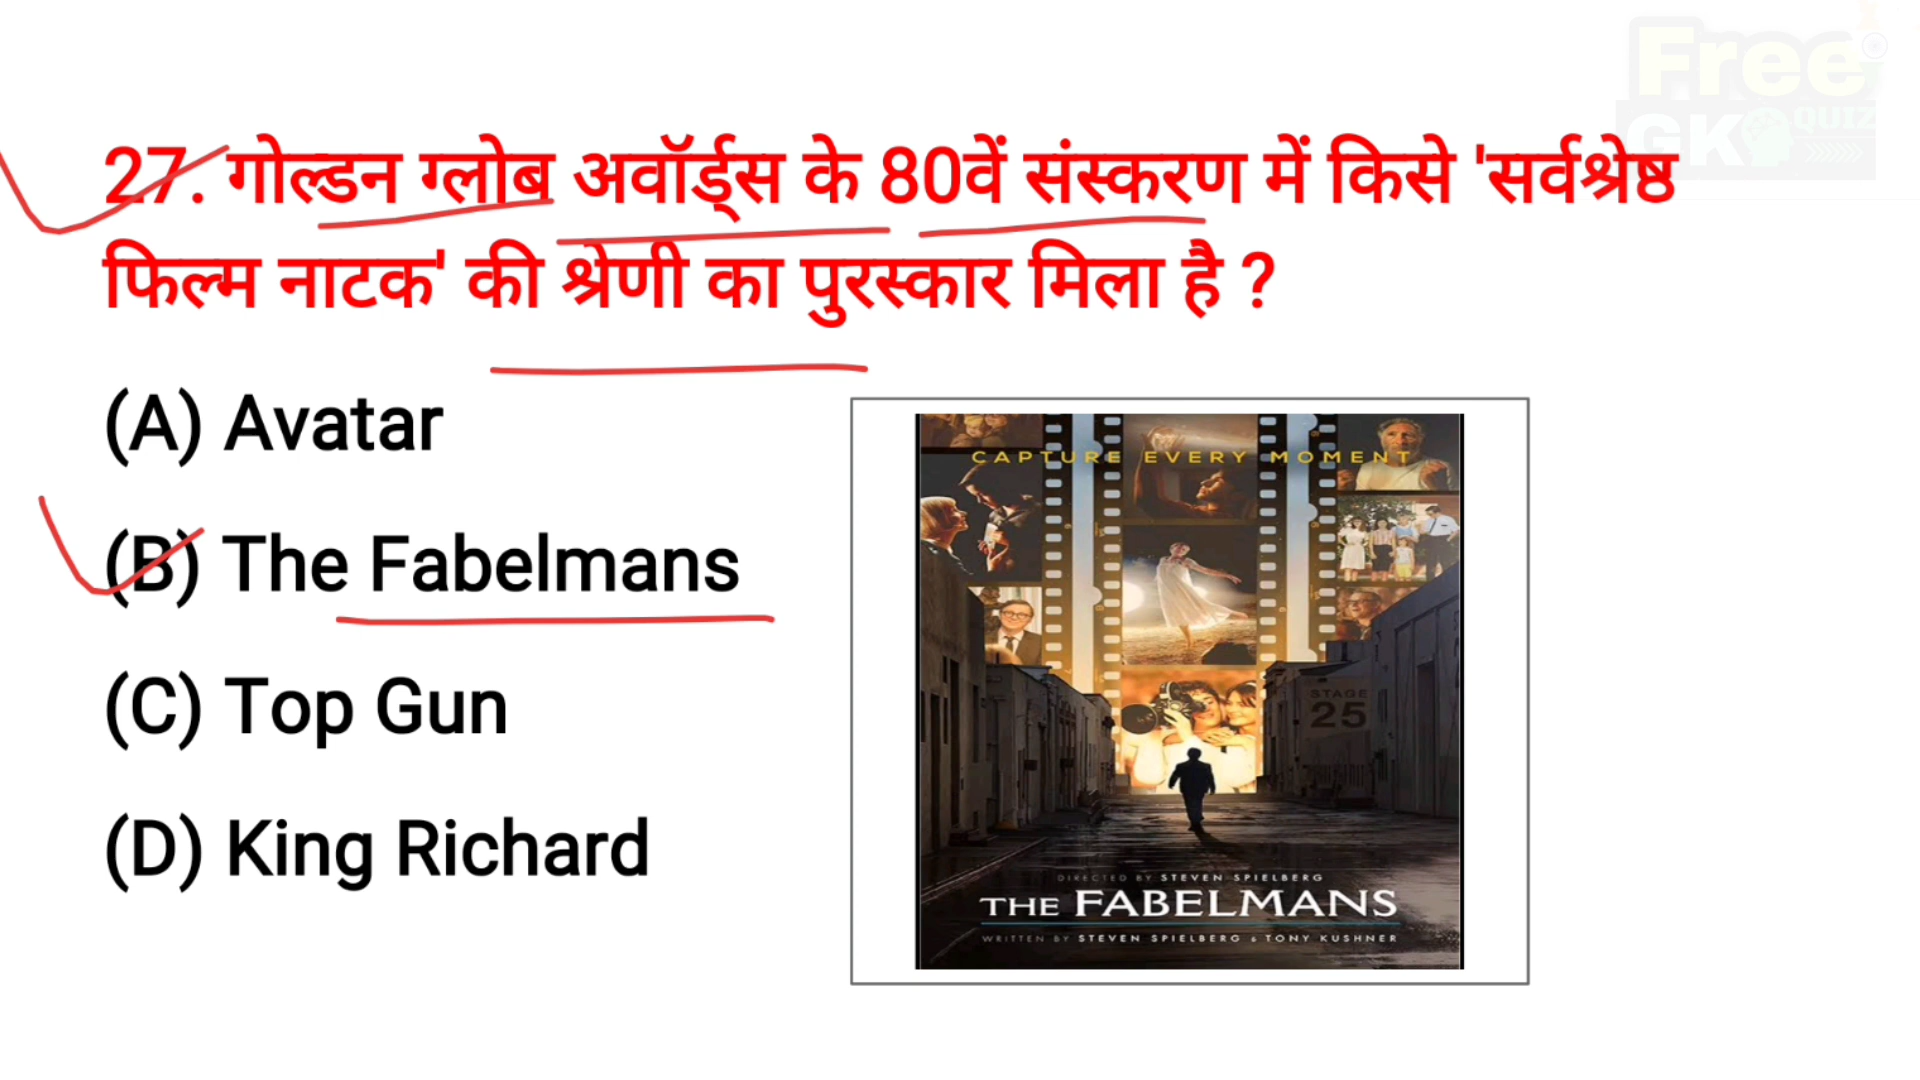 Free
GK QUIZ
27. गोल्डन ग्लोब अवॉर्ड्स के 80वें संस्करण में किसे 'सर्वश्रेष्ठ
फिल्म नाटक' की श्रेणी का पुरस्कार मिला है ?
(A) Avatar
(B) The Fabelmans
(C) Top Gun
(D) King Richard
CAPTURE EVERY MOMENT
STAGE
25
DIRECTED BY STEVEN SPIELBERG
THE FABELMANS
WRITTEN BY STEVEN SPIELBERG & TONY KUSHNER